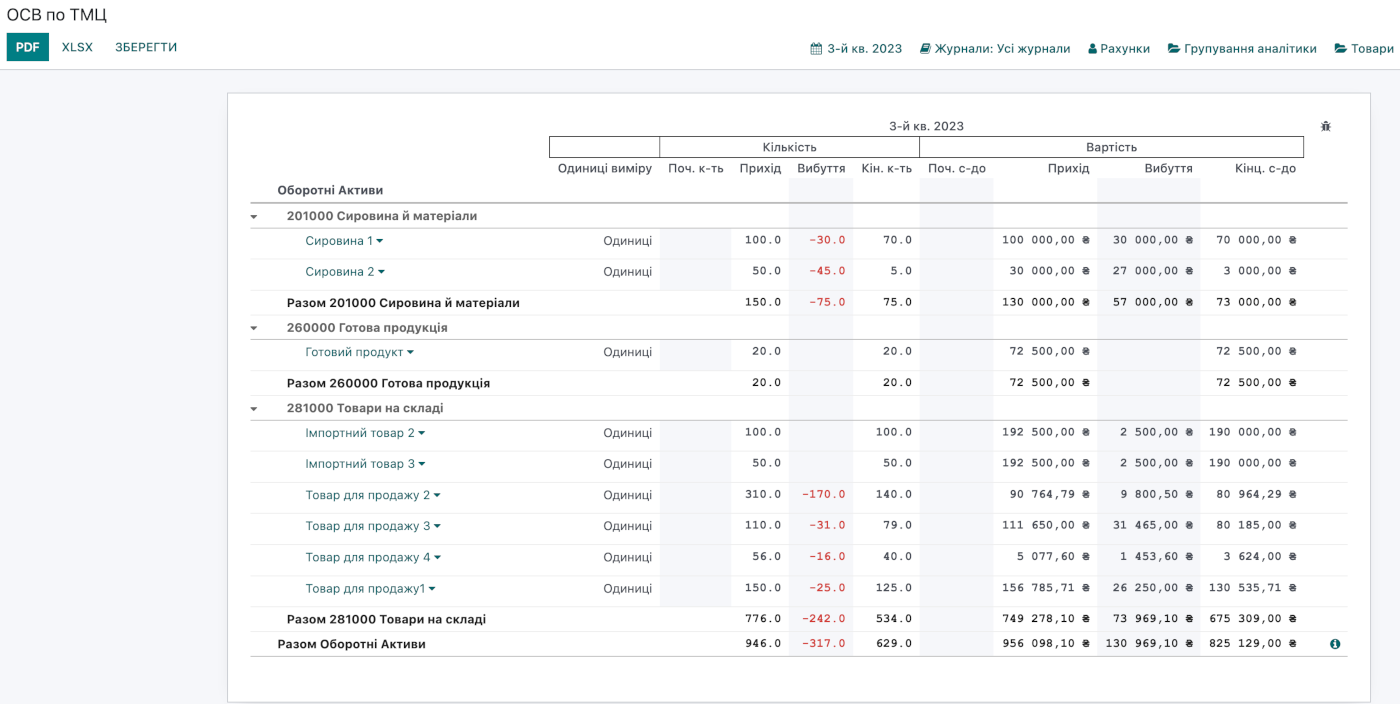 ОСВ по ТМЦ
PDF XLSX ЗБЕРЕГТИ 3-й кв. 2023 Журнали: Усі журнали Рахунки Групування аналітики Товари
3-й кв. 2023
Кількість Вартість
Одиниці виміру Поч. к-ть Прихід Вибуття Кін. к-ть Поч. с-до Прихід Вибуття Кінц. с-до
Оборотні Активи
201000 Сировина й матеріали
Сировина 1 Одиниці 100.0 -30.0 70.0 100 000,00 ₴ 30 000,00 ₴ 70 000,00 ₴
Сировина 2 Одиниці 50.0 -45.0 5.0 30 000,00 ₴ 27 000,00 ₴ 3 000,00 ₴
Разом 201000 Сировина й матеріали 150.0 -75.0 75.0 130 000,00 ₴ 57 000,00 ₴ 73 000,00 ₴
260000 Готова продукція
Готовий продукт Одиниці 20.0 20.0 72 500,00 ₴ 72 500,00 ₴
Разом 260000 Готова продукція 20.0 20.0 72 500,00 ₴ 72 500,00 ₴
281000 Товари на складі
Імпортний товар 2 Одиниці 100.0 100.0 192 500,00 ₴ 2 500,00 ₴ 190 000,00 ₴
Імпортний товар 3 Одиниці 50.0 50.0 192 500,00 ₴ 2 500,00 ₴ 190 000,00 ₴
Товар для продажу 2 Одиниці 310.0 -170.0 140.0 90 764,79 ₴ 9 800,50 ₴ 80 964,29 ₴
Товар для продажу 3 Одиниці 110.0 -31.0 79.0 111 650,00 ₴ 31 465,00 ₴ 80 185,00 ₴
Товар для продажу 4 Одиниці 56.0 -16.0 40.0 5 077,60 ₴ 1 453,60 ₴ 3 624,00 ₴
Товар для продажу1 Одиниці 150.0 -25.0 125.0 156 785,71 ₴ 26 250,00 ₴ 130 535,71 ₴
Разом 281000 Товари на складі 776.0 -242.0 534.0 749 278,10 ₴ 73 969,10 ₴ 675 309,00 ₴
Разом Оборотні Активи 946.0 -317.0 629.0 956 098,10 ₴ 130 969,10 ₴ 825 129,00 ₴